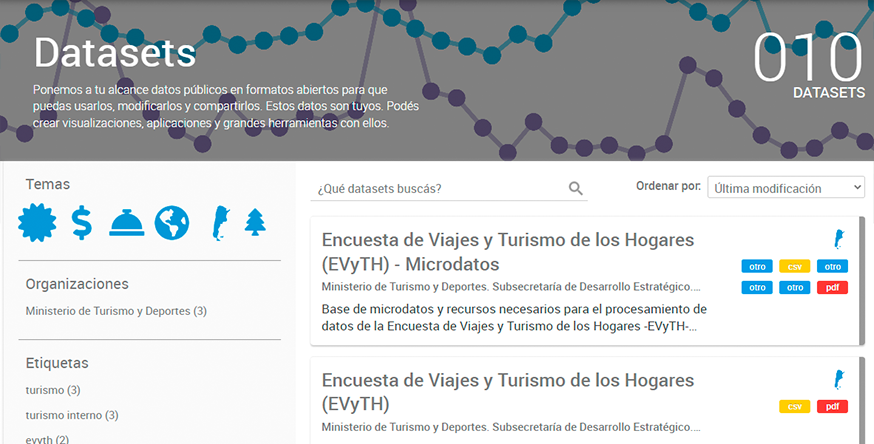 Datasets
Ponemos a tu alcance datos públicos en formatos abiertos para que
puedas usarlos, modificarlos y compartirlos. Estos datos son tuyos. Podés
crear visualizaciones, aplicaciones y grandes herramientas con ellos.
010
DATASETS
Temas
Organizaciones
Ministerio de Turismo y Deportes (3)
Etiquetas
turismo (3)
turismo interno (3)
evyth (2)
¿Qué datasets buscás?
Ordenar por:
Última modificación
Encuesta de Viajes y Turismo de los Hogares
(EVyTH) - Microdatos
Ministerio de Turismo y Deportes. Subsecretaría de Desarrollo Estratégico....
Base de microdatos y recursos necesarios para el procesamiento de
datos de la Encuesta de Viajes y Turismo de los Hogares -EVyTH-...
otro csv otro
otro otro pdf
Encuesta de Viajes y Turismo de los Hogares
(EVyTH)
Ministerio de Turismo y Deportes. Subsecretaría de Desarrollo Estratégico....
csv pdf